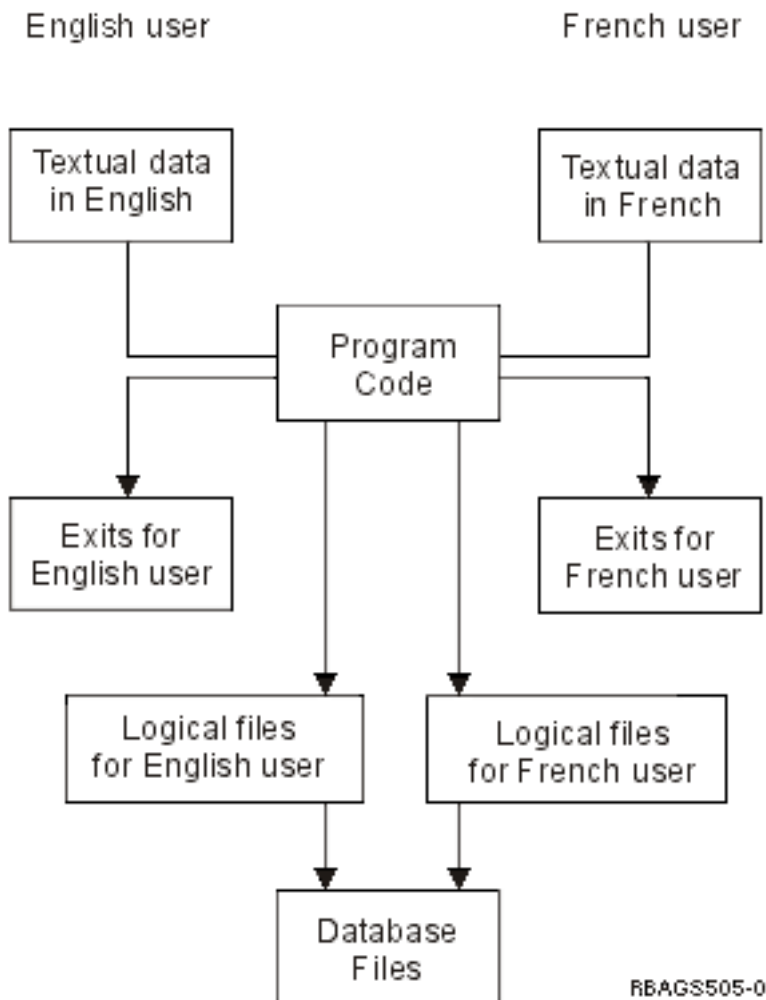 English user
French user
Textual data
in English
Textual data
in French
Program
Code
Exits for
English user
Exits for
French user
Logical files
for English user
Logical files
for French user
Database
Files
RBAGS505-0